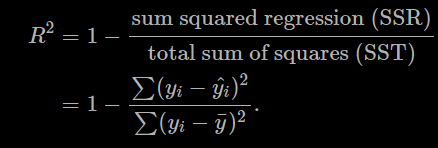 R² = 1 − sum squared regression (SSR) / total sum of squares (SST)
= 1 − ∑(yᵢ − ŷᵢ)² / ∑(yᵢ − ȳ)².